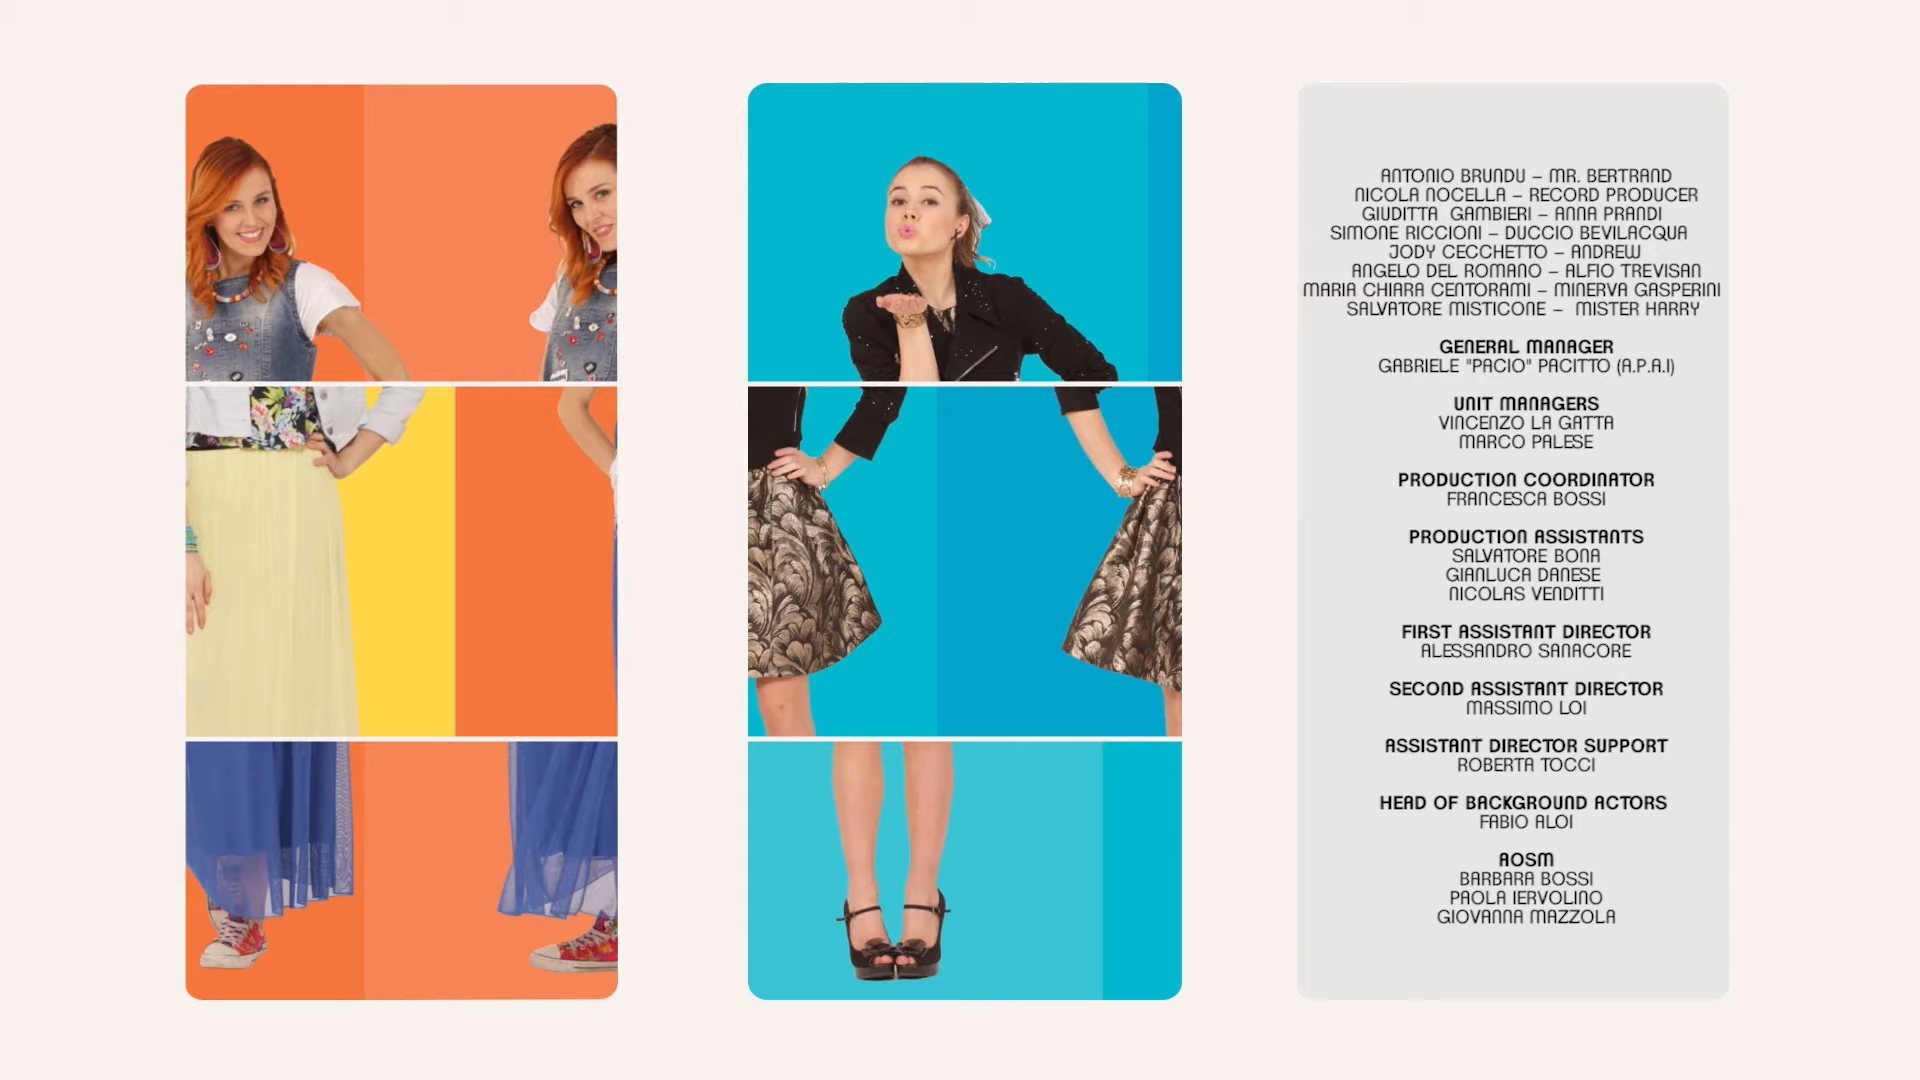 ANTONIO BRUNDU – MR. BERTRAND
NICOLA NOCELLA – RECORD PRODUCER
GIUDITTA GAMBIERI – ANNA PRANDI
SIMONE RICCIONI – DUCCIO BEVILACQUA
JODY CECCHETTO – ANDREW
ANGELO DEL ROMANO – ALFIO TREVISAN
MARIA CHIARA CENTORAMI – MINERVA GASPERINI
SALVATORE MISTICONE – MISTER HARRY
GENERAL MANAGER
GABRIELE "PACIO" PACITTO (A.P.A.I)
UNIT MANAGERS
VINCENZO LA GATTA
MARCO PALESE
PRODUCTION COORDINATOR
FRANCESCA BOSSI
PRODUCTION ASSISTANTS
SALVATORE BONA
GIANLUCA DANESE
NICOLAS VENDITTI
FIRST ASSISTANT DIRECTOR
ALESSANDRO SANACORE
SECOND ASSISTANT DIRECTOR
MASSIMO LOI
ASSISTANT DIRECTOR SUPPORT
ROBERTA TOCCI
HEAD OF BACKGROUND ACTORS
FABIO ALOI
AOSM
BARBARA BOSSI
PAOLA IERVOLINO
GIOVANNA MAZZOLA